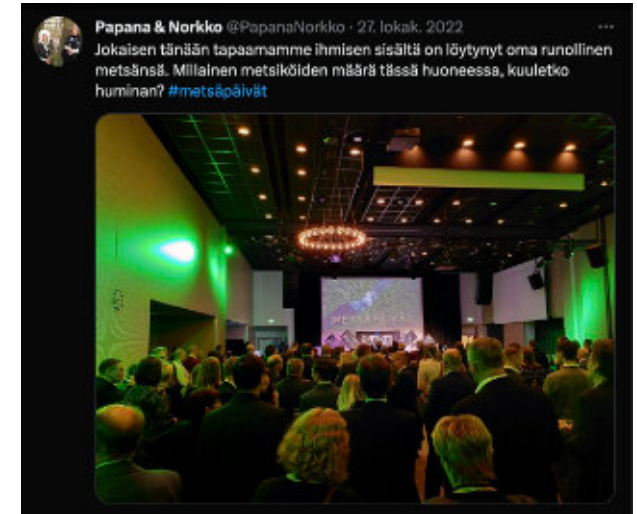 Papana & Norkko @PapanaNorkko · 27. lokak. 2022
Jokaisen tänään tapaamamme ihmisen sisältä on löytynyt oma runollinen
metsänsä. Millainen metsiköiden määrä tässä huoneessa, kuuletko
huminan? #metsäpäivät